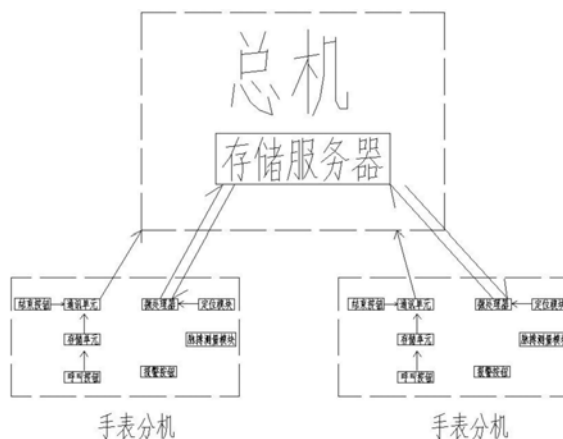 总机
存储服务器
结束按钮 通讯单元 微处理器 定位模块
存储单元 脉搏测量模块
呼叫按钮 报警按钮
结束按钮 通讯单元 微处理器 定位模块
存储单元 脉搏测量模块
呼叫按钮 报警按钮
手表分机 手表分机